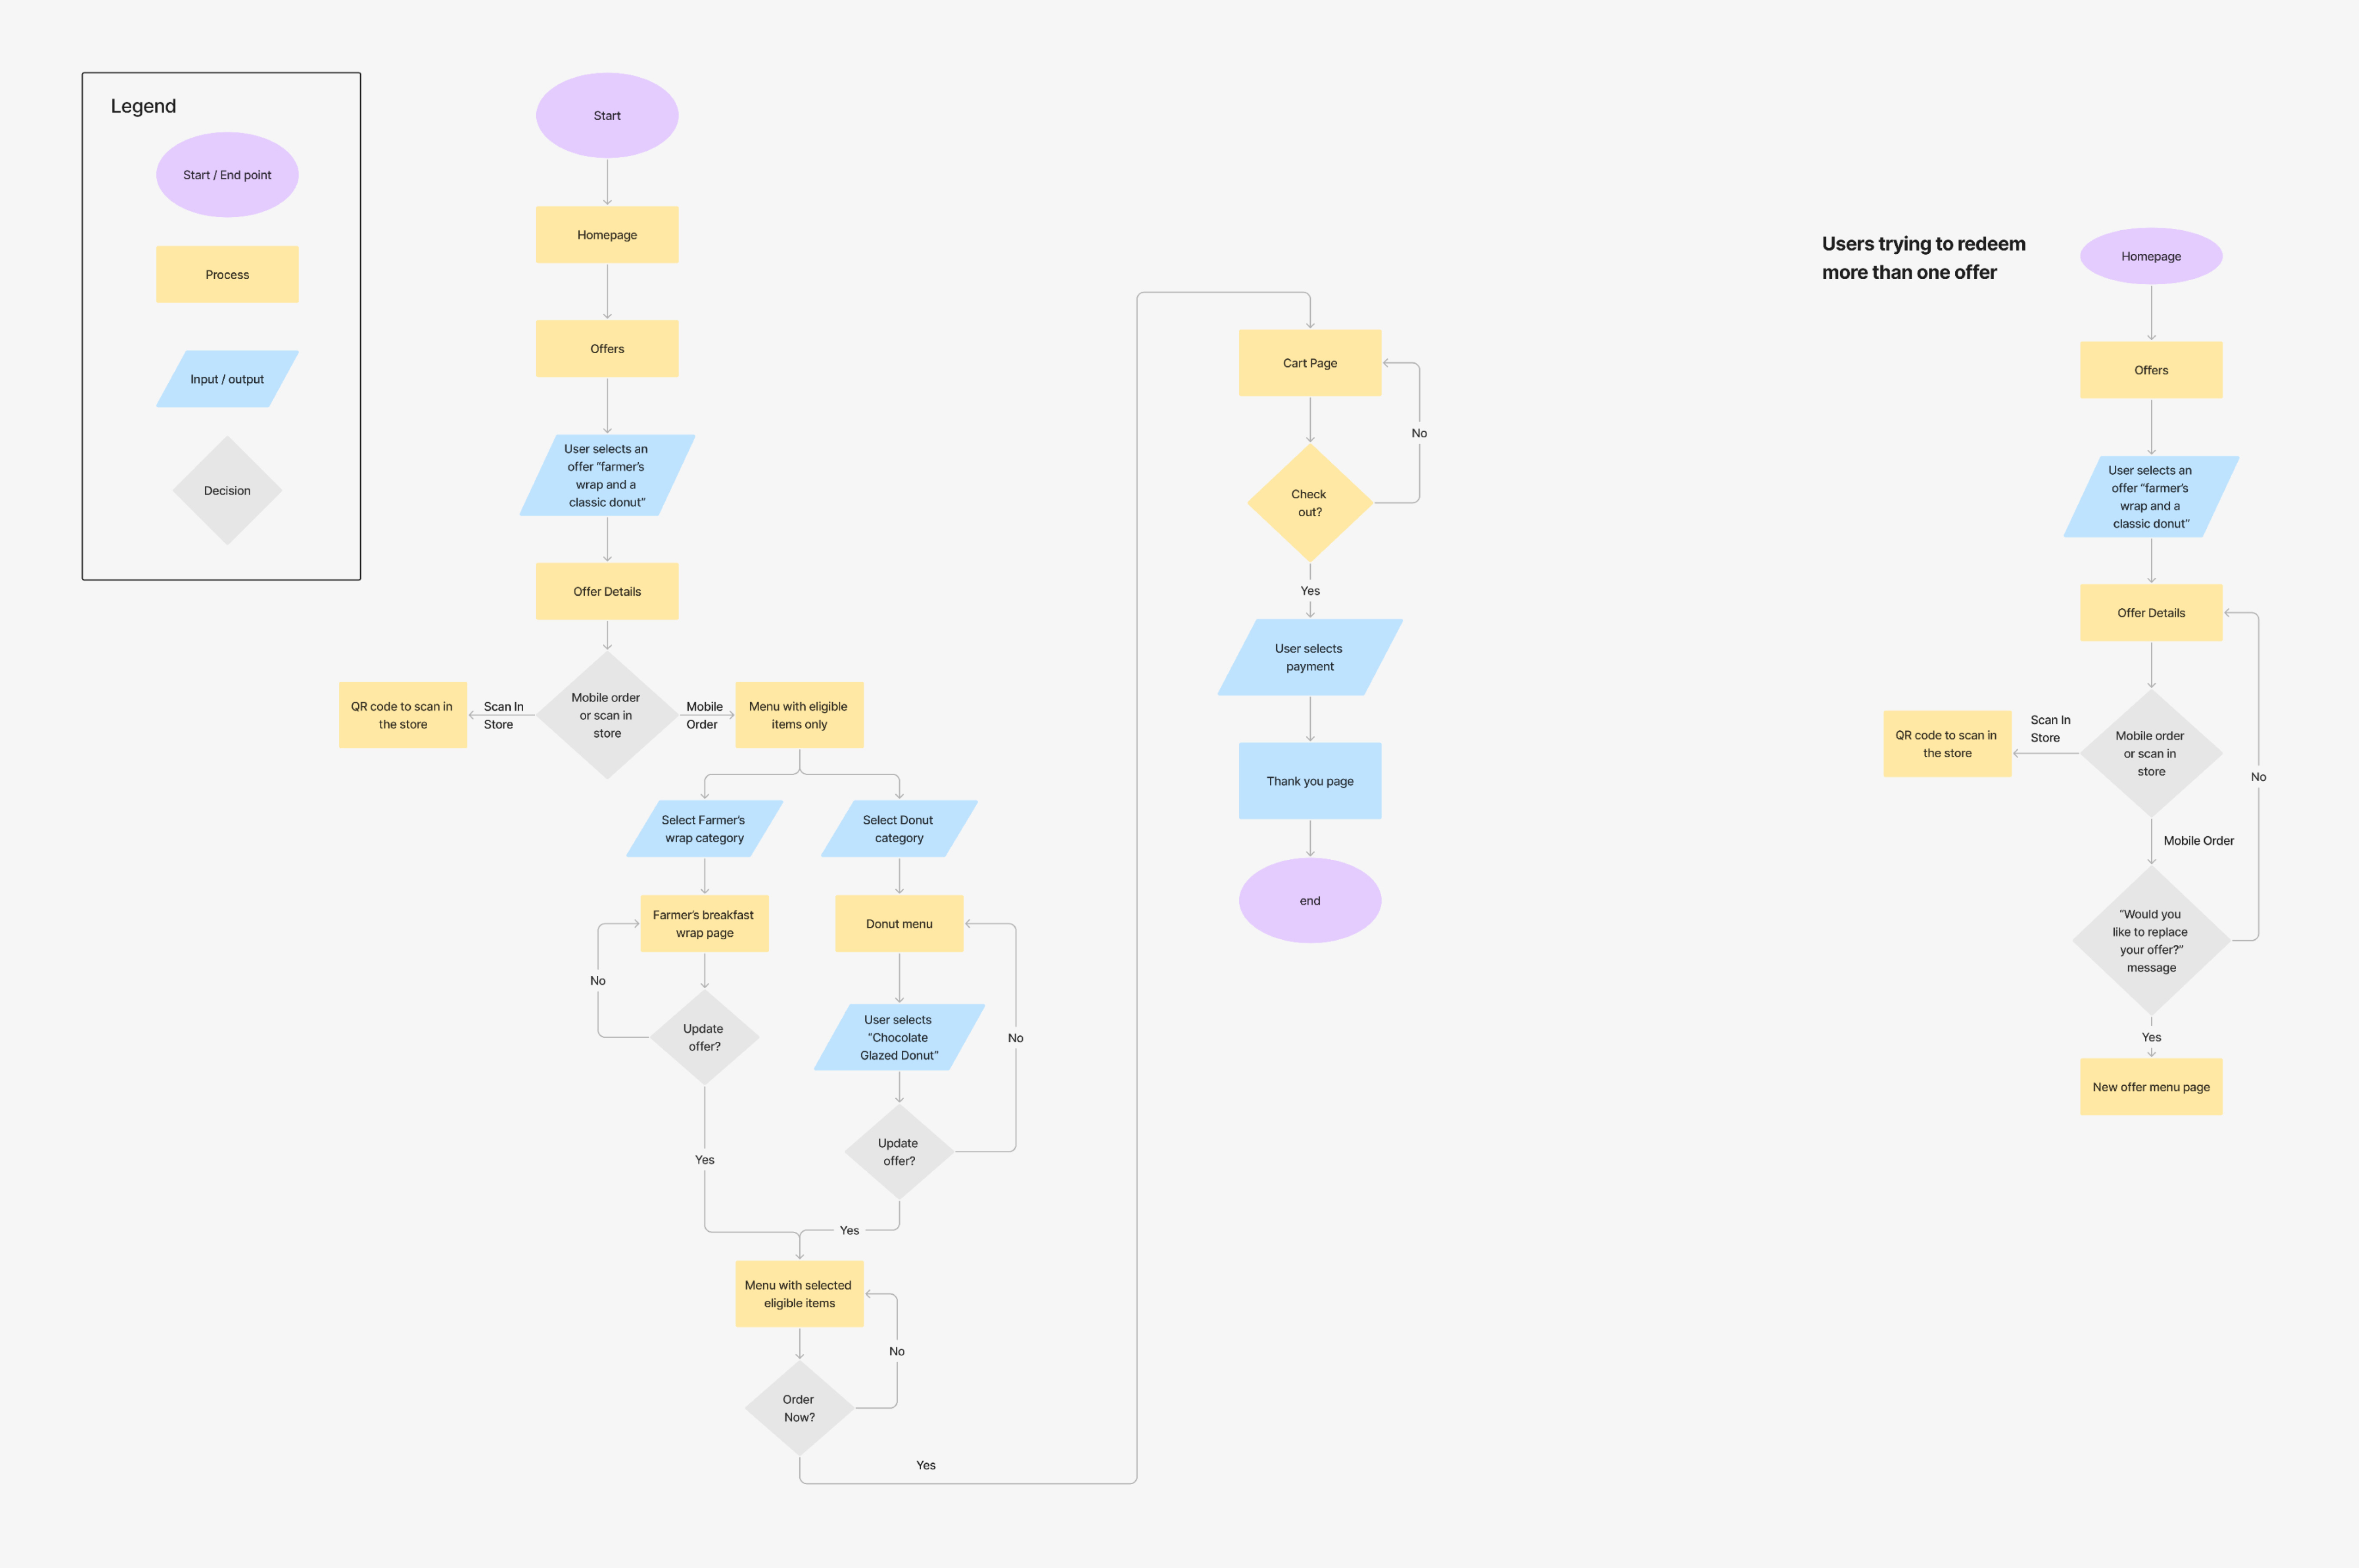 Legend
Start / End point
Process
Input / output
Decision
Start
Homepage
Offers
User selects an
offer “farmer’s
wrap and a
classic donut”
Offer Details
Mobile order
or scan in
store
Scan In
Store
QR code to scan in
the store
Mobile
Order
Menu with eligible
items only
Select Farmer’s
wrap category
Farmer’s breakfast
wrap page
Update
offer?
No
Yes
Select Donut
category
Donut menu
User selects
“Chocolate
Glazed Donut”
Update
offer?
No
Yes
Menu with selected
eligible items
Order
Now?
No
Yes
Cart Page
Check
out?
No
Yes
User selects
payment
Thank you page
end
Users trying to redeem
more than one offer
Homepage
Offers
User selects an
offer “farmer’s
wrap and a
classic donut”
Offer Details
Mobile order
or scan in
store
Scan In
Store
QR code to scan in
the store
Mobile Order
“Would you
like to replace
your offer?”
message
No
Yes
New offer menu page